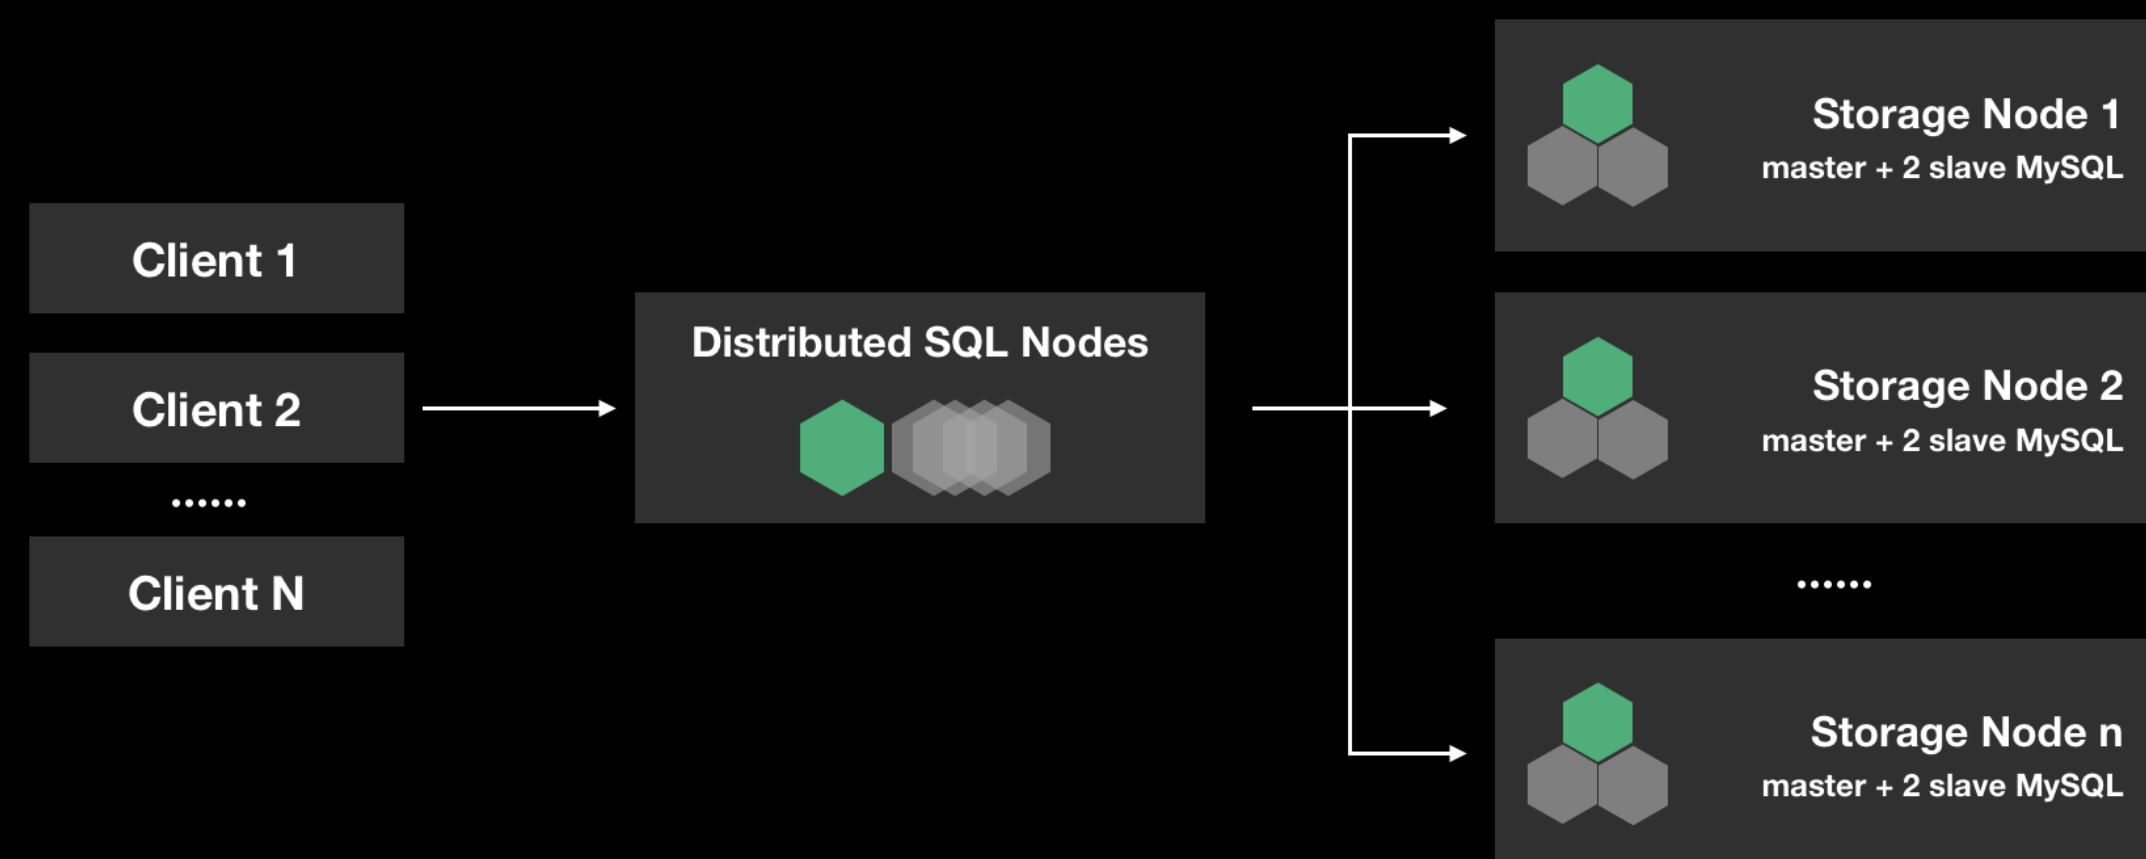 Client 1
Client 2
......
Client N
Distributed SQL Nodes
Storage Node 1
master + 2 slave MySQL
Storage Node 2
master + 2 slave MySQL
......
Storage Node n
master + 2 slave MySQL